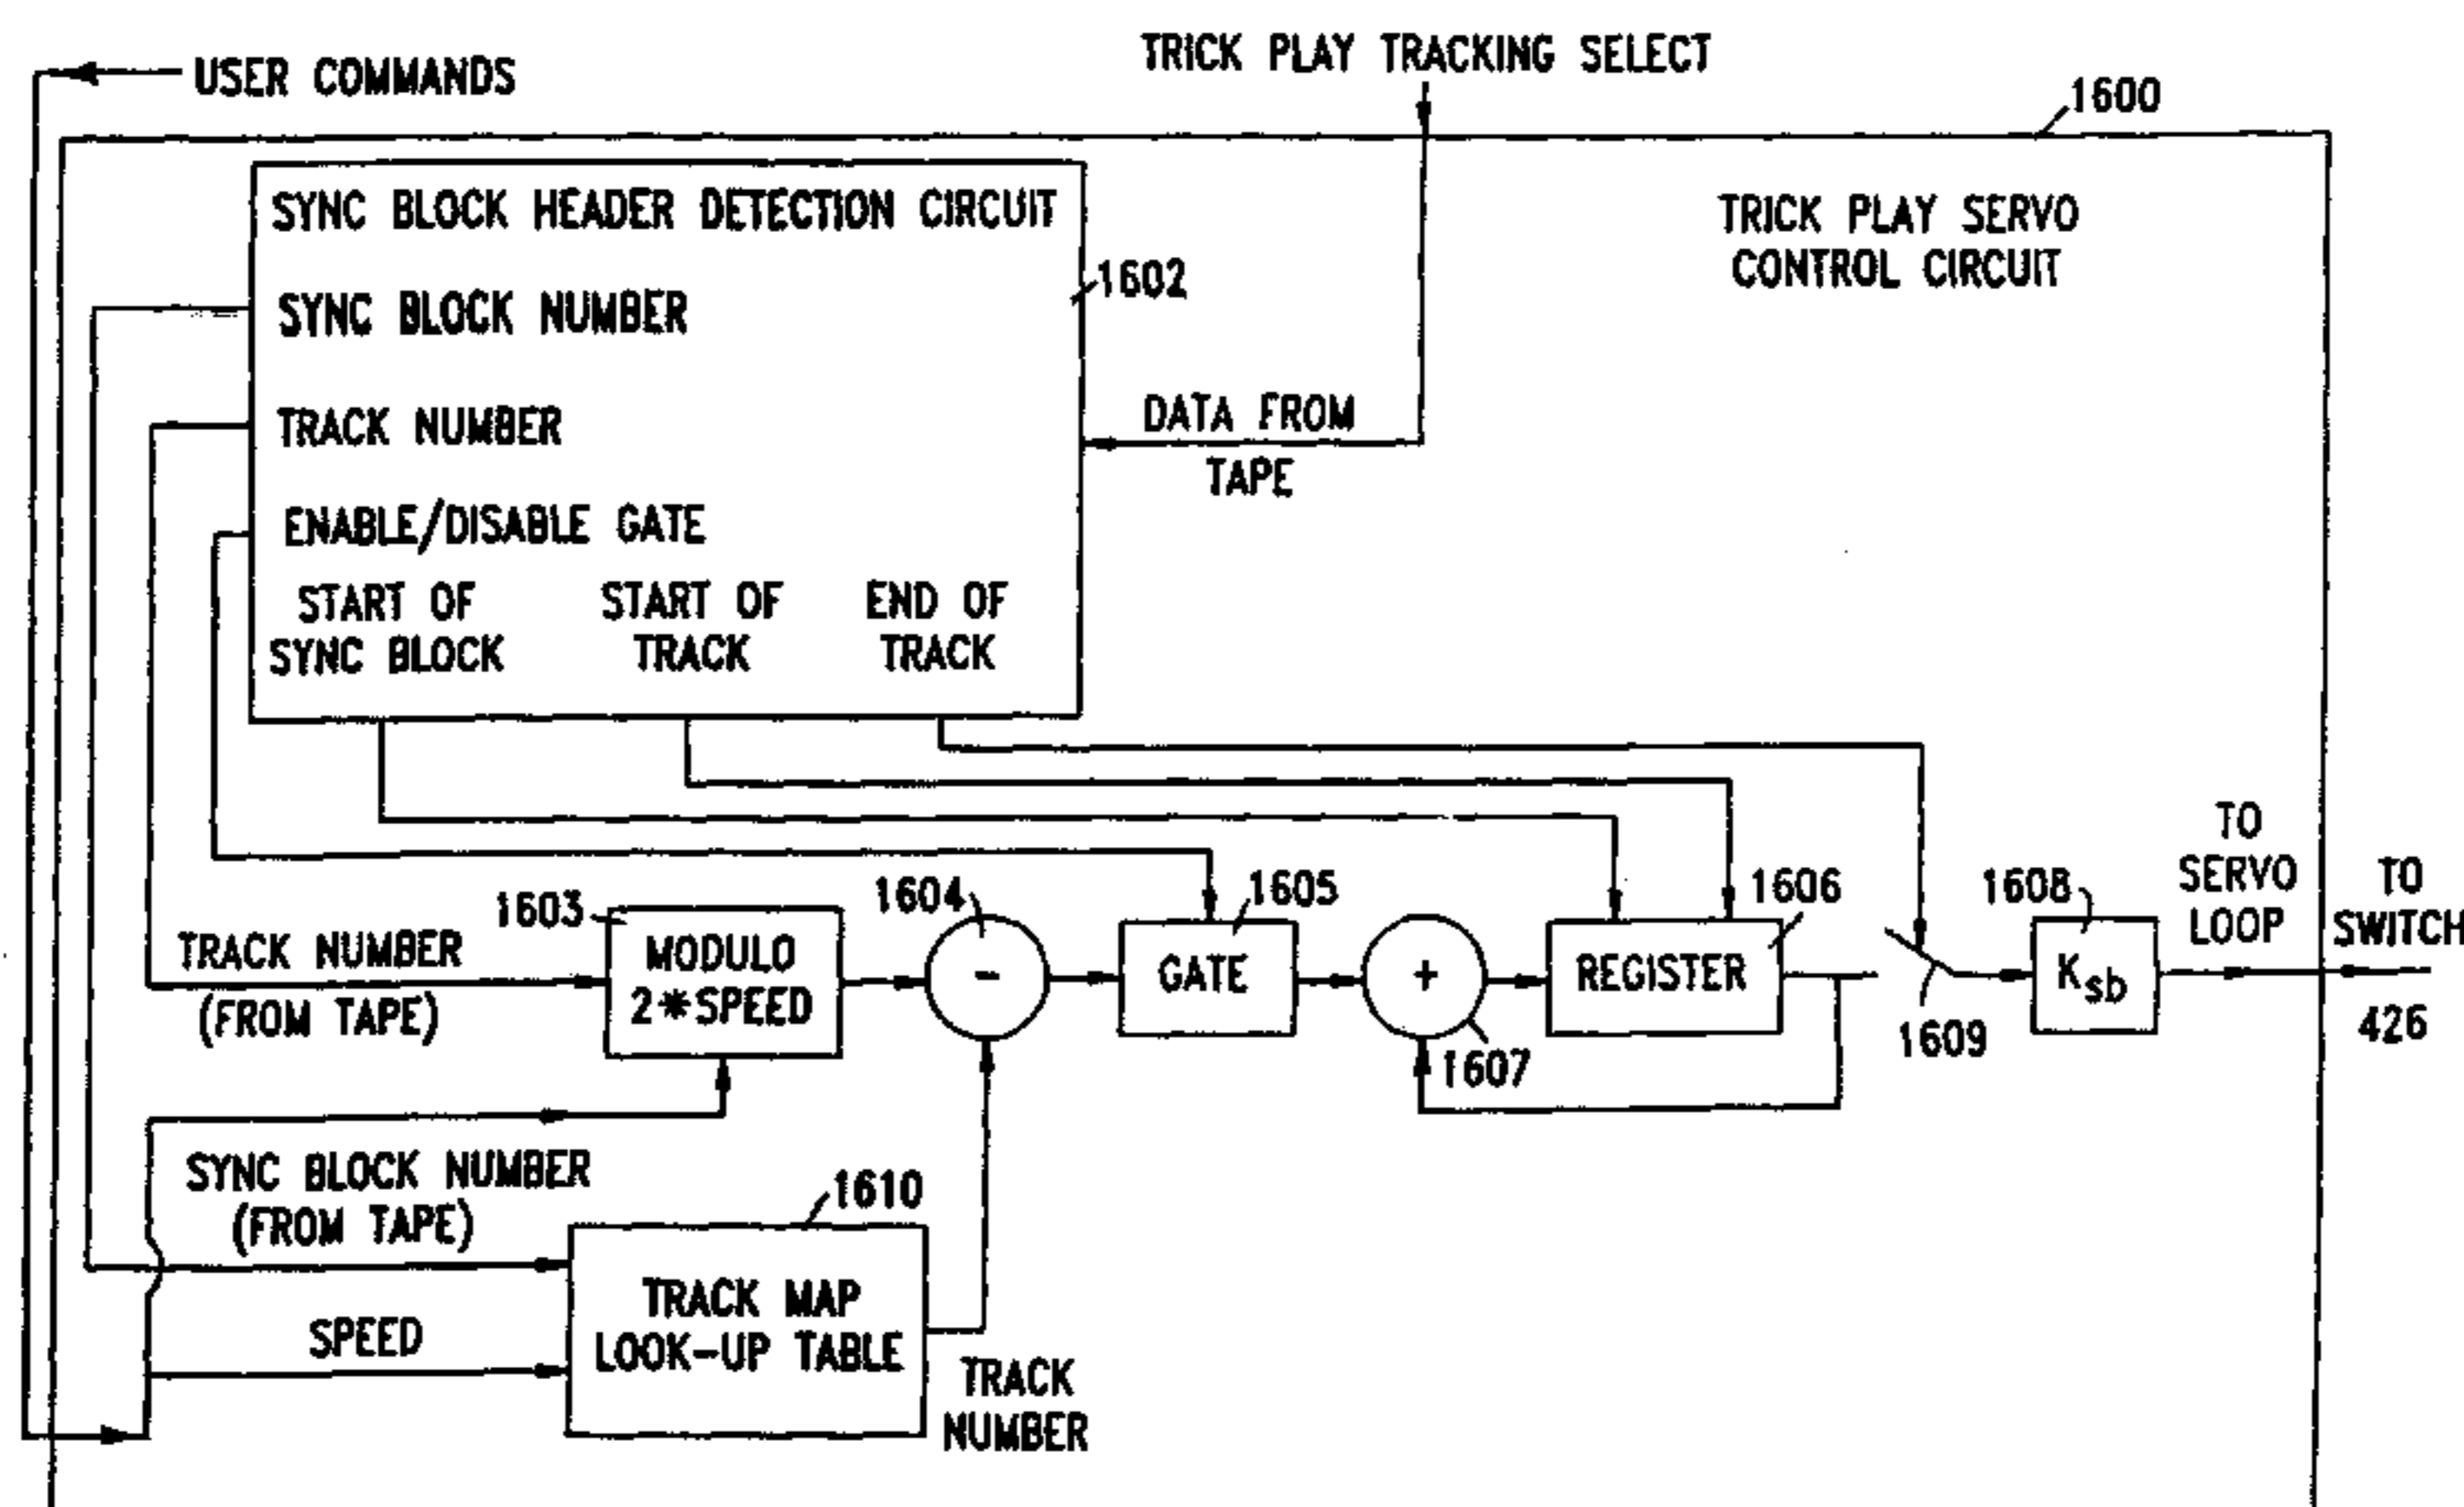 USER COMMANDS
TRICK PLAY TRACKING SELECT
1600
SYNC BLOCK HEADER DETECTION CIRCUIT
TRICK PLAY SERVO
CONTROL CIRCUIT
1602
SYNC BLOCK NUMBER
TRACK NUMBER
DATA FROM
TAPE
ENABLE/DISABLE GATE
START OF
SYNC BLOCK
START OF
TRACK
END OF
TRACK
TO
SERVO
LOOP
TO
SWITCH
426
1603
1604
1605
1606
1608
TRACK NUMBER
(FROM TAPE)
MODULO
2*SPEED
-
GATE
+
REGISTER
Ksb
1607
1609
SYNC BLOCK NUMBER
(FROM TAPE)
1610
SPEED
TRACK MAP
LOOK-UP TABLE
TRACK
NUMBER